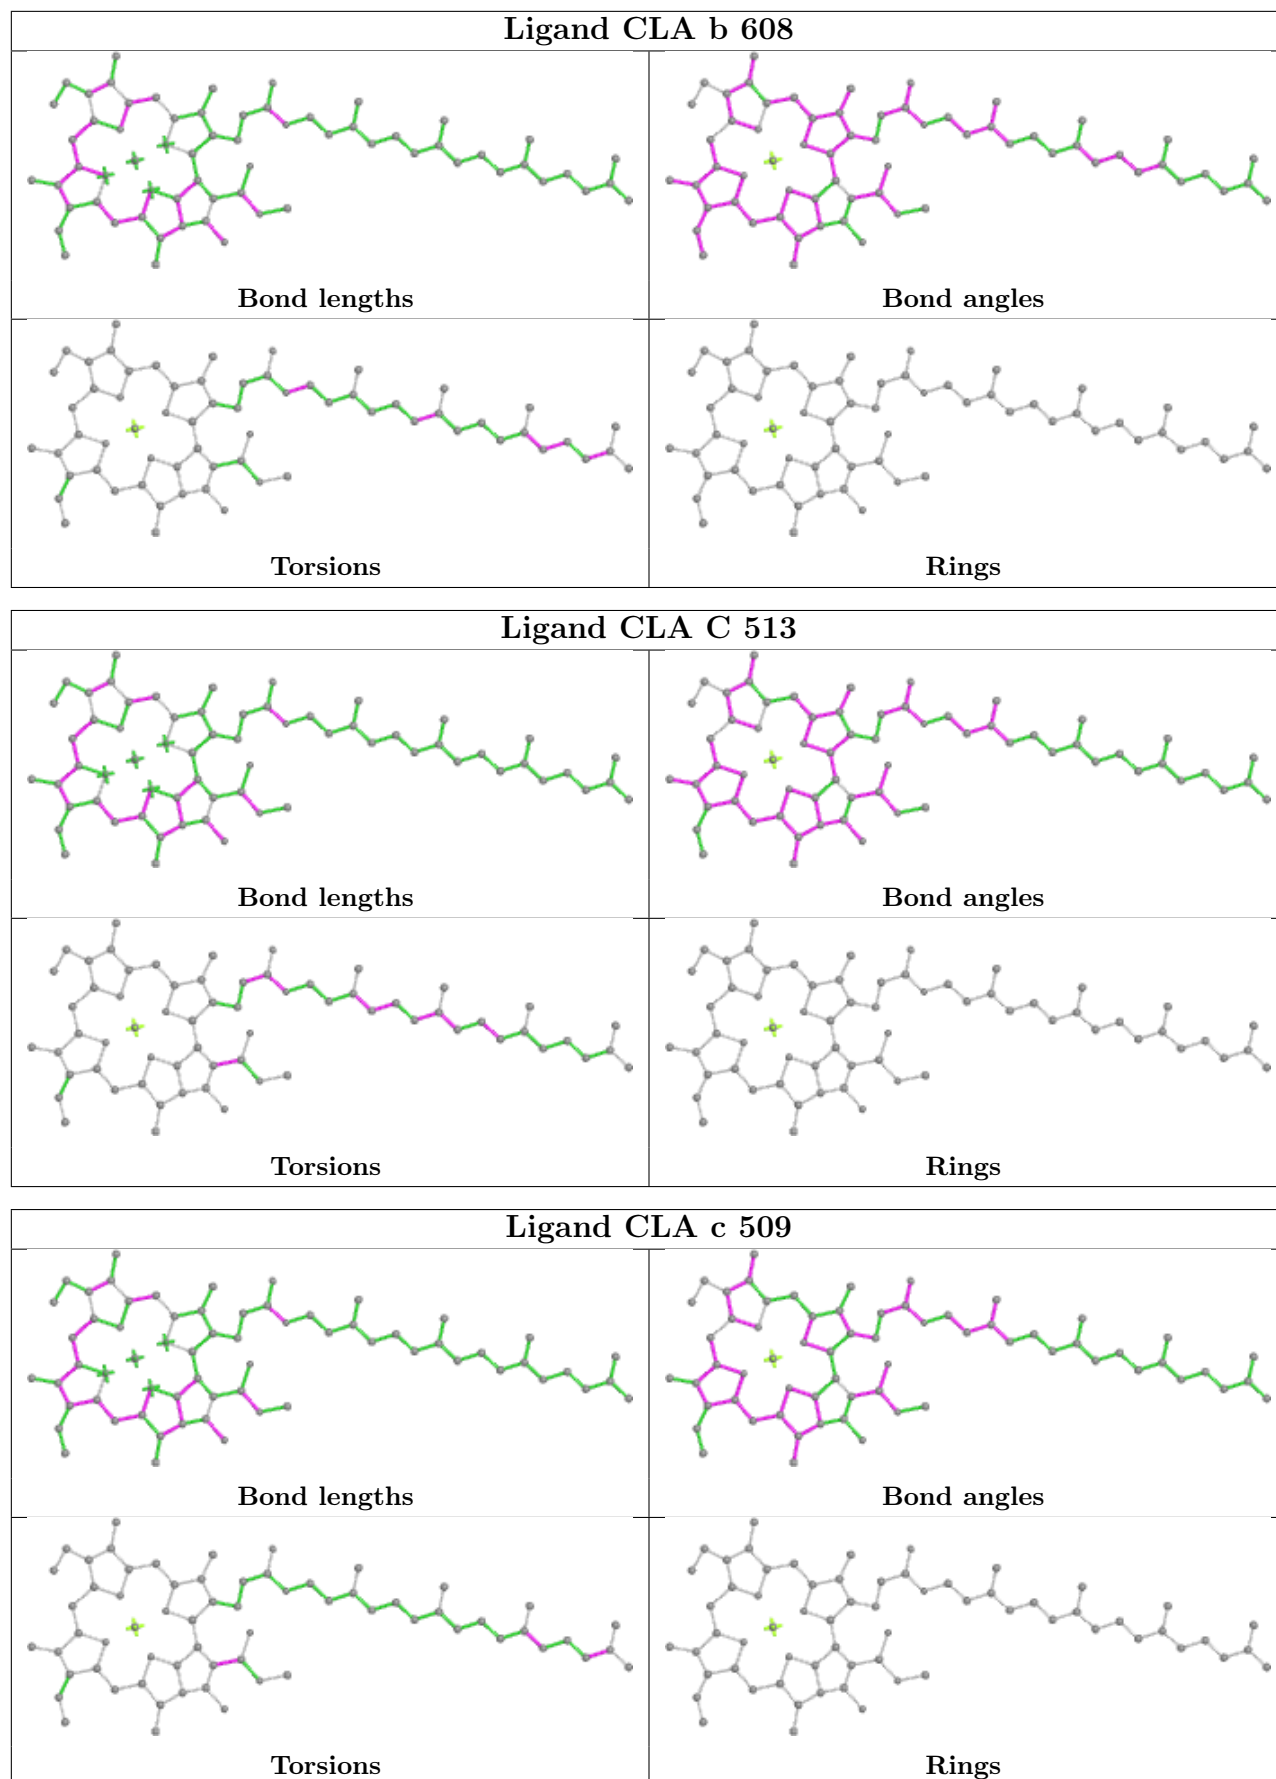 Ligand CLA b 608
Bond lengths
Bond angles
Torsions
Rings
Ligand CLA C 513
Bond lengths
Bond angles
Torsions
Rings
Ligand CLA c 509
Bond lengths
Bond angles
Torsions
Rings